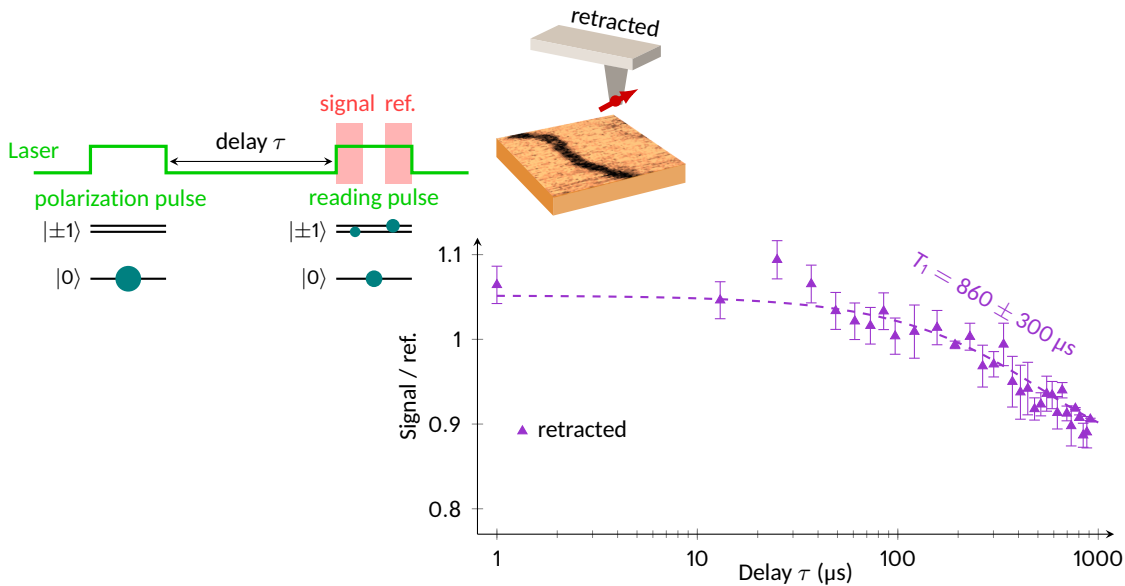 retracted
signal ref.
Laser
delay τ
polarization pulse
reading pulse
|±1⟩
|±1⟩
|0⟩
|0⟩
1.1
1
0.9
0.8
Signal / ref.
T₁ = 860 ± 300 µs
retracted
1
10
100
1000
Delay τ (µs)